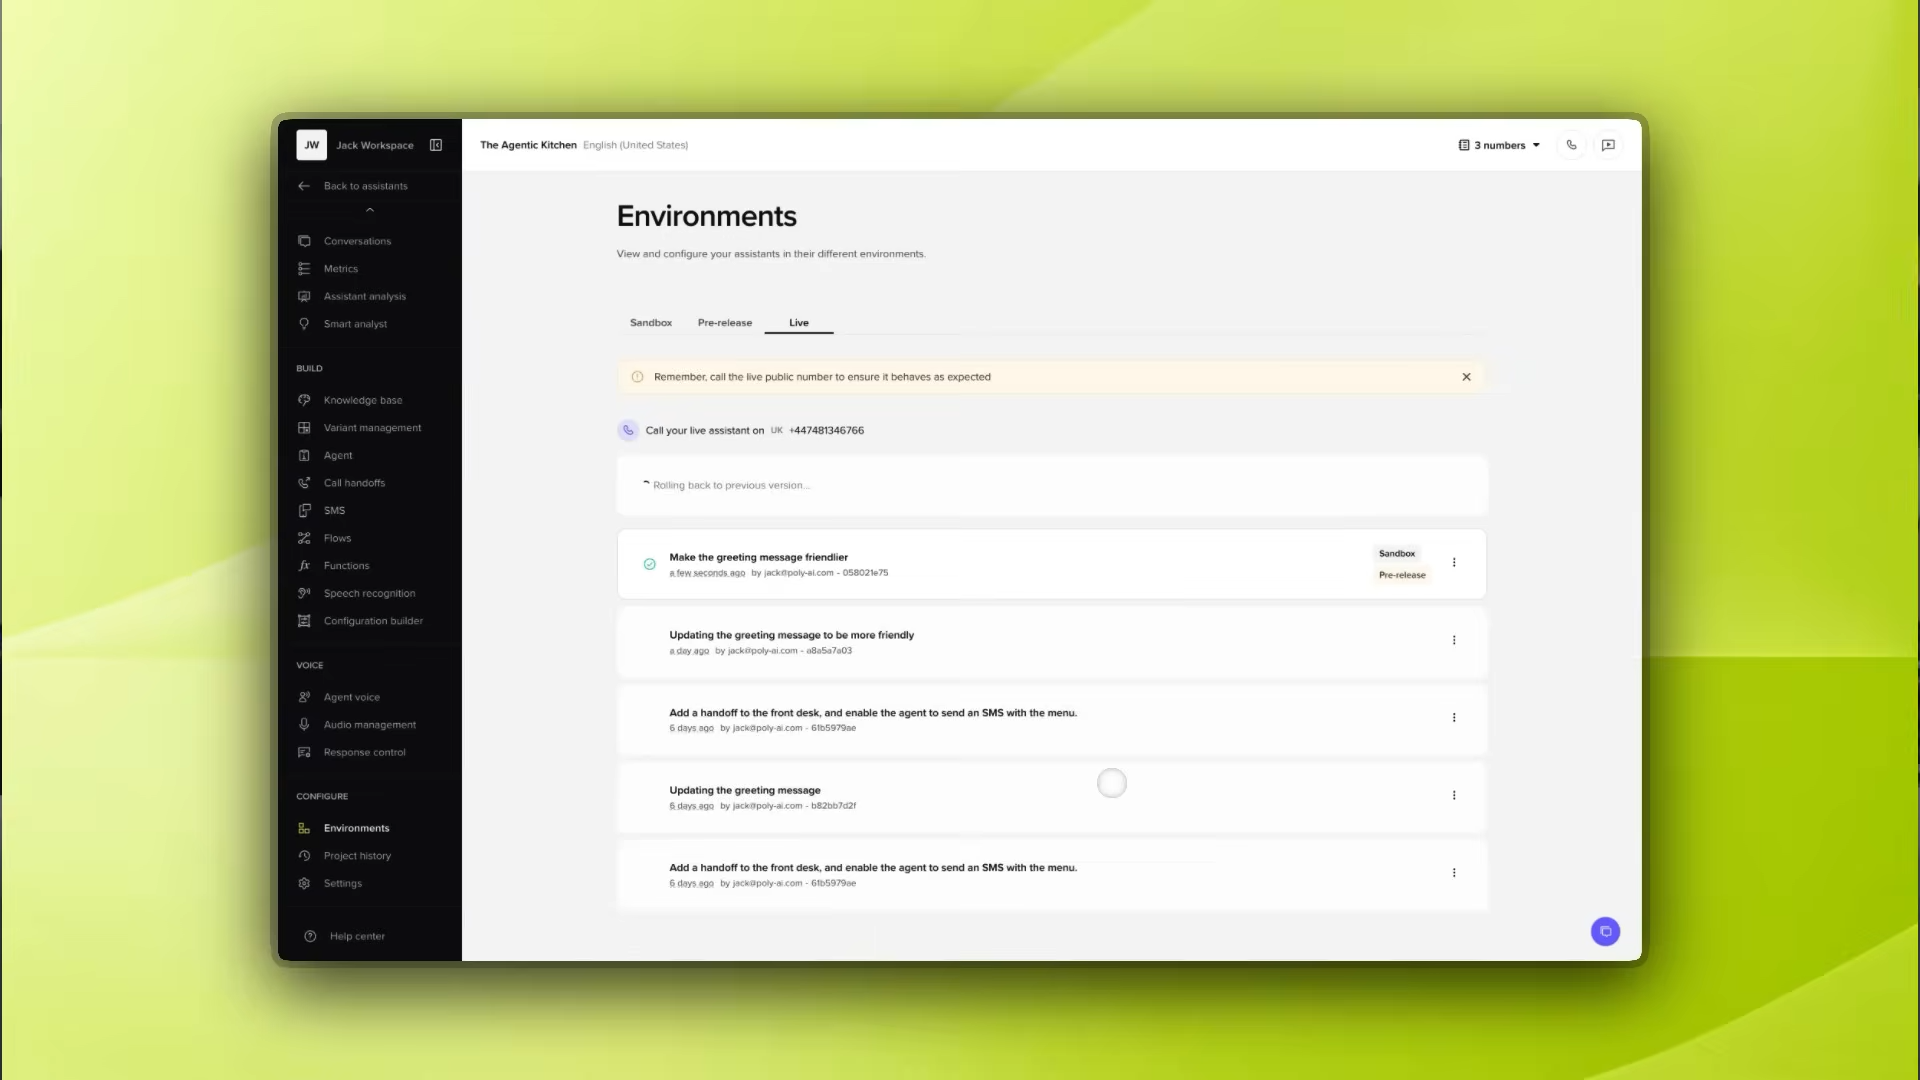 JW Jack Workspace
Back to assistants
Conversations
Metrics
Assistant analysis
Smart analyst
BUILD
Knowledge base
Variant management
Agent
Call handoffs
SMS
Flows
fx Functions
Speech recognition
Configuration builder
VOICE
Agent voice
Audio management
Response control
CONFIGURE
Environments
Project history
Settings
Help center
The Agentic Kitchen English (United States)
3 numbers
Environments
View and configure your assistants in their different environments.
Sandbox Pre-release Live
Remember, call the live public number to ensure it behaves as expected
Call your live assistant on UK +447481346766
Rolling back to previous version...
Make the greeting message friendlier
a few seconds ago by jack@poly-ai.com - 058021e75
Sandbox
Pre-release
Updating the greeting message to be more friendly
a day ago by jack@poly-ai.com - a8a5a7a03
Add a handoff to the front desk, and enable the agent to send an SMS with the menu.
6 days ago by jack@poly-ai.com - 61b5979ae
Updating the greeting message
6 days ago by jack@poly-ai.com - b82bb7d2f
Add a handoff to the front desk, and enable the agent to send an SMS with the menu.
6 days ago by jack@poly-ai.com - 61b5979ae